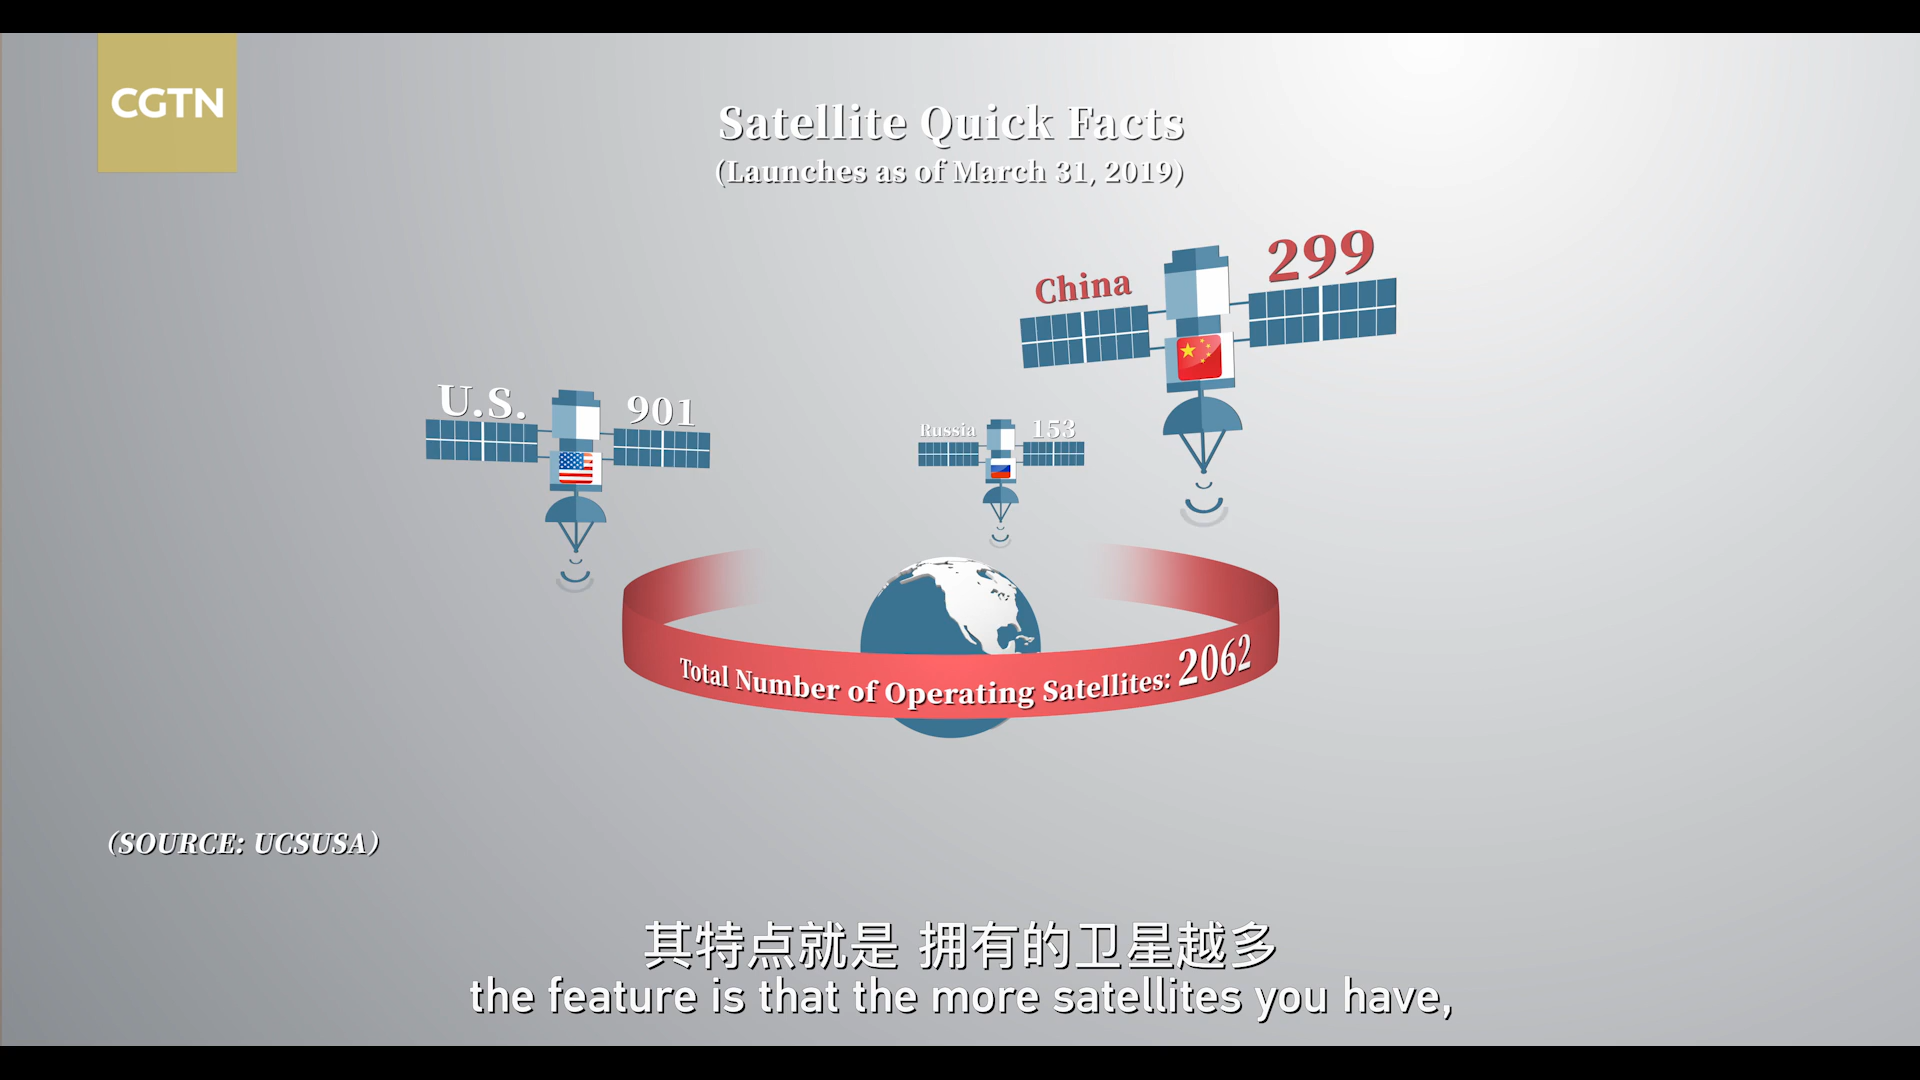 CGTN
Satellite Quick Facts
(Launches as of March 31, 2019)
China 299
U.S. 901
Russia 153
Total Number of Operating Satellites: 2062
(SOURCE: UCSUSA)
其特点就是 拥有的卫星越多
the feature is that the more satellites you have,